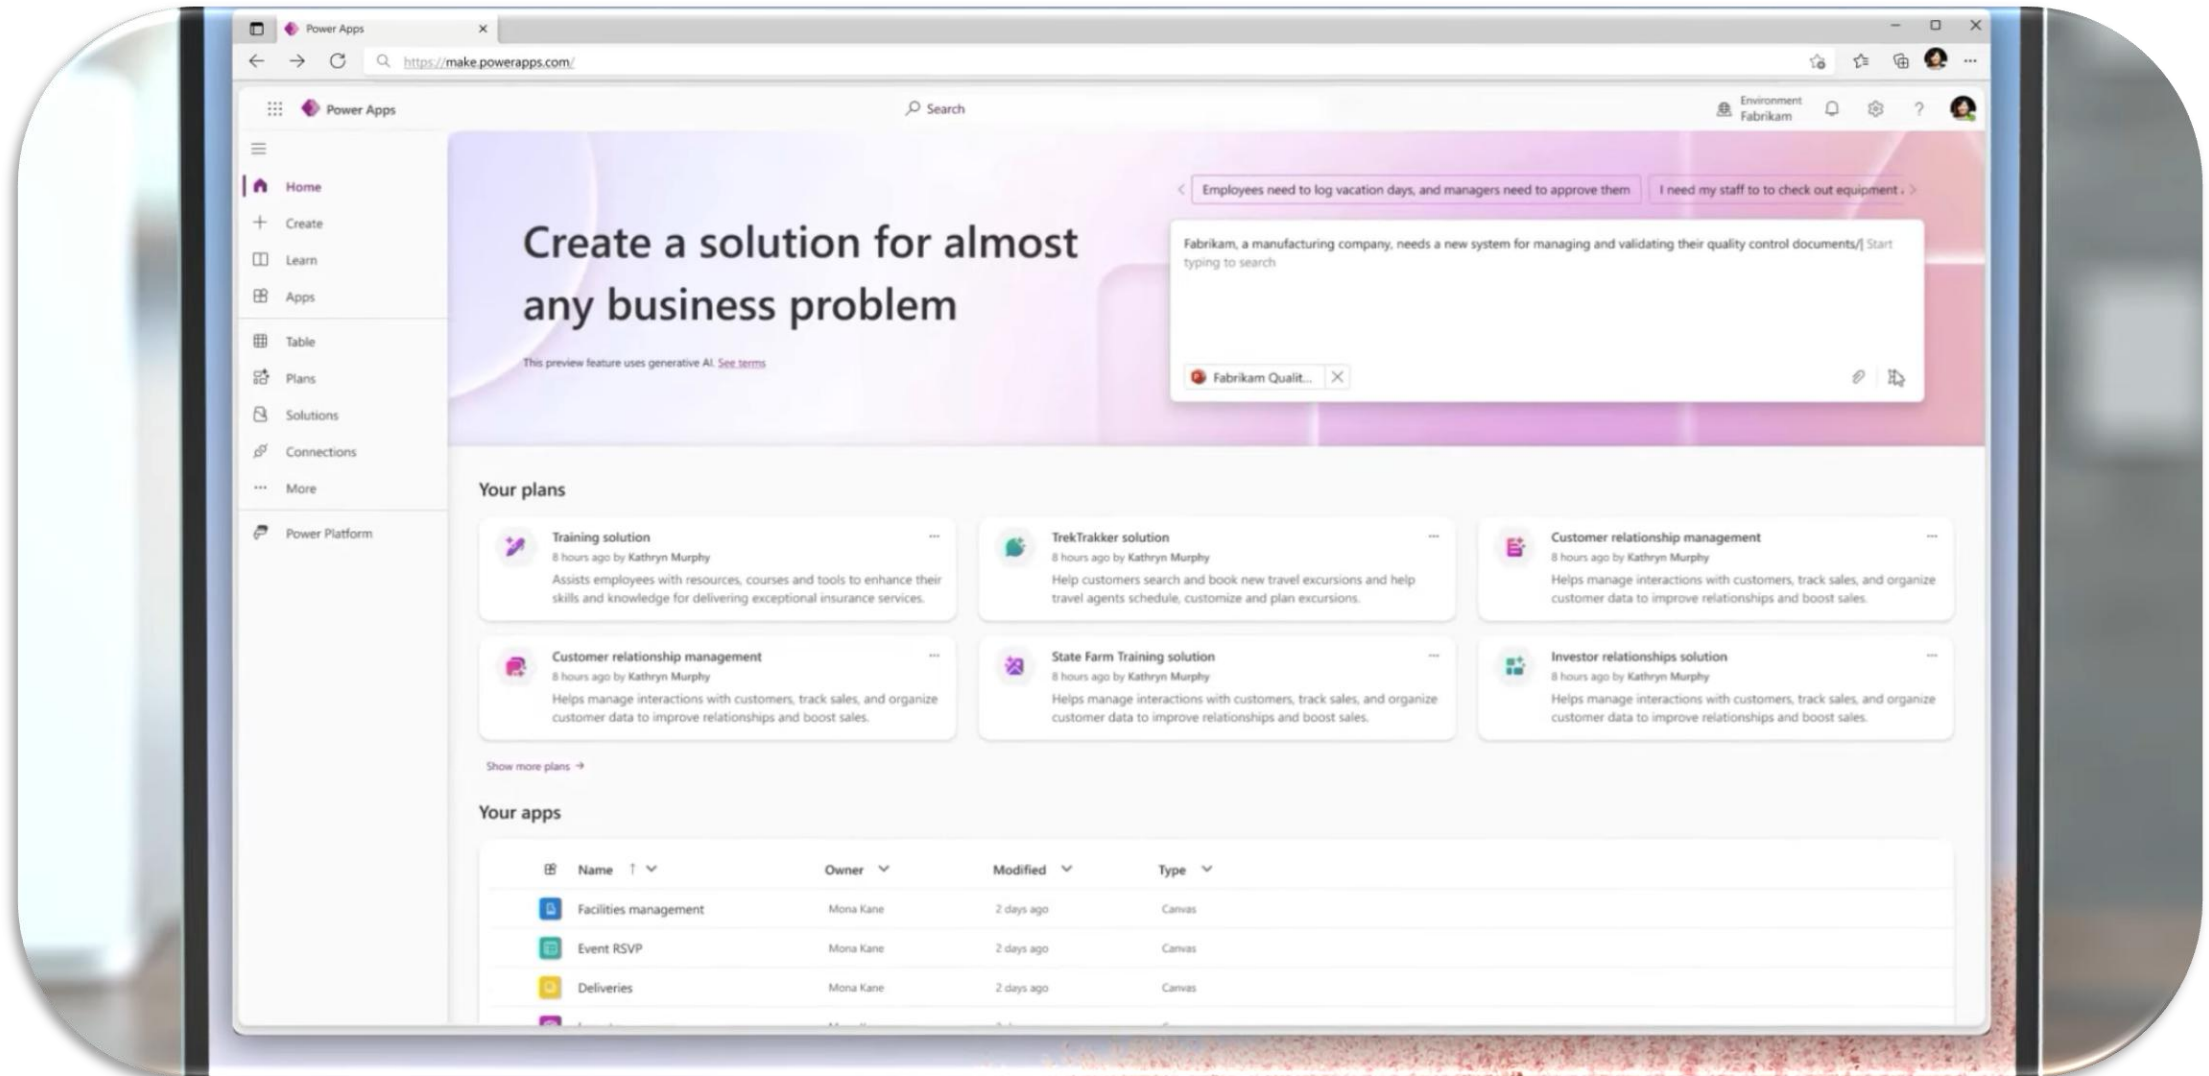 Power Apps
https://make.powerapps.com/
Power Apps
Search
Environment
Fabrikam
Home
Create
Learn
Apps
Table
Plans
Solutions
Connections
More
Power Platform
Create a solution for almost
any business problem
This preview feature uses generative AI. See terms
Employees need to log vacation days, and managers need to approve them
I need my staff to to check out equipment
Fabrikam, a manufacturing company, needs a new system for managing and validating their quality control documents/| Start
typing to search
Fabrikam Qualit...
Your plans
Training solution
8 hours ago by Kathryn Murphy
Assists employees with resources, courses and tools to enhance their
skills and knowledge for delivering exceptional insurance services.
TrekTrakker solution
8 hours ago by Kathryn Murphy
Help customers search and book new travel excursions and help
travel agents schedule, customize and plan excursions.
Customer relationship management
8 hours ago by Kathryn Murphy
Helps manage interactions with customers, track sales, and organize
customer data to improve relationships and boost sales.
Customer relationship management
8 hours ago by Kathryn Murphy
Helps manage interactions with customers, track sales, and organize
customer data to improve relationships and boost sales.
State Farm Training solution
8 hours ago by Kathryn Murphy
Helps manage interactions with customers, track sales, and organize
customer data to improve relationships and boost sales.
Investor relationships solution
8 hours ago by Kathryn Murphy
Helps manage interactions with customers, track sales, and organize
customer data to improve relationships and boost sales.
Show more plans →
Your apps
Name ↑ Owner Modified Type
Facilities management Mona Kane 2 days ago Canvas
Event RSVP Mona Kane 2 days ago Canvas
Deliveries Mona Kane 2 days ago Canvas